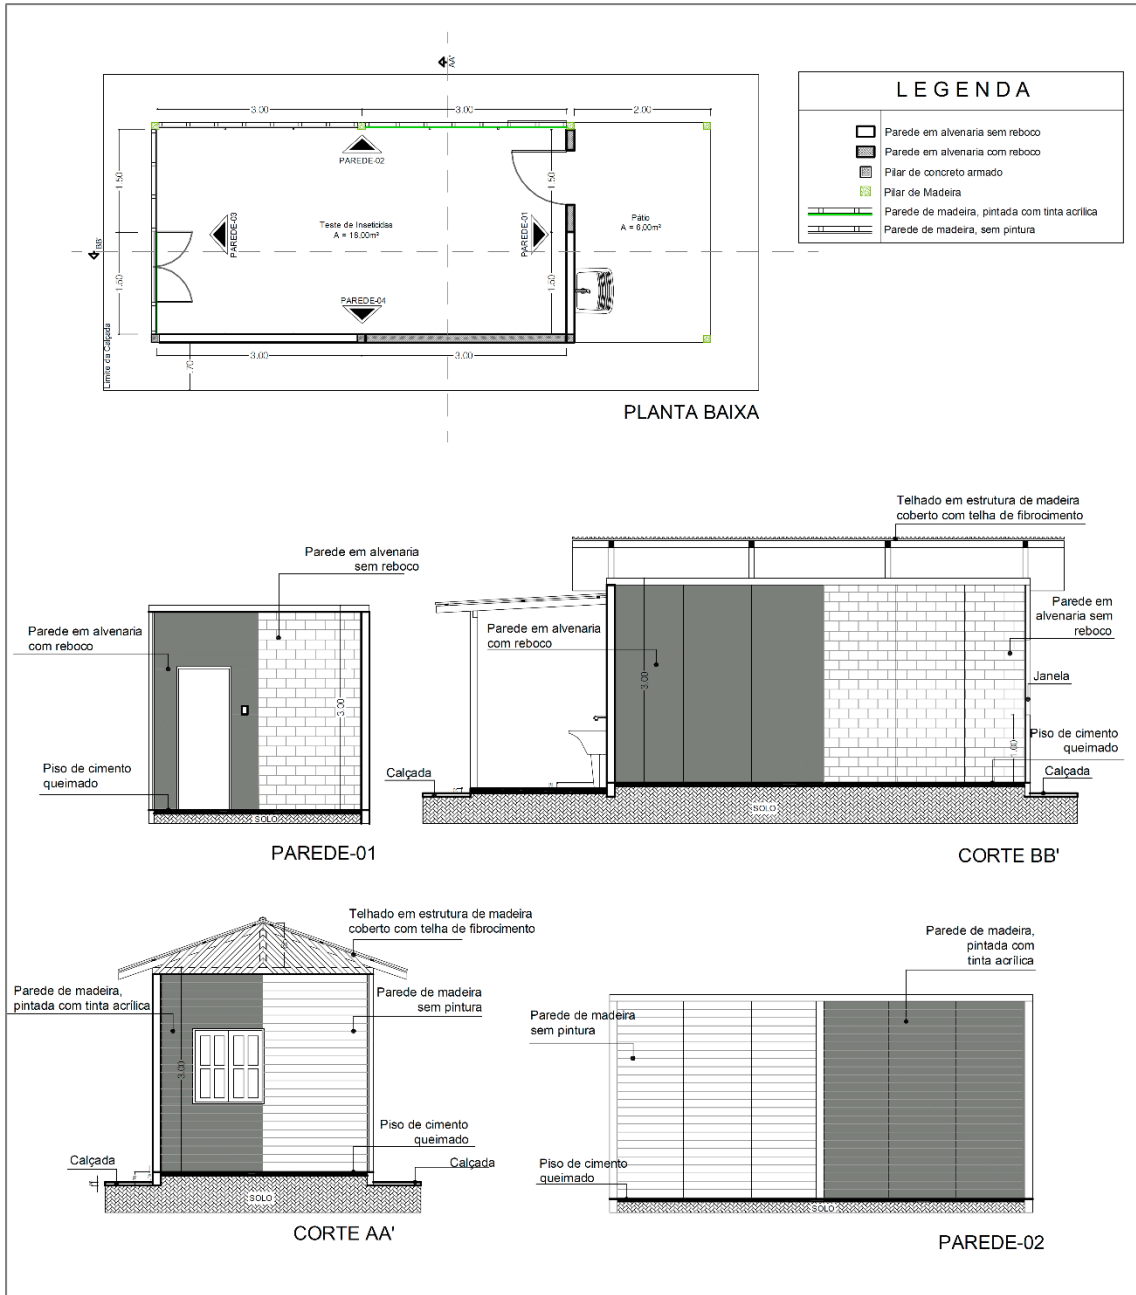 AA'
LEGENDA
Parede em alvenaria sem reboco
Parede em alvenaria com reboco
Pilar de concreto armado
Pilar de Madeira
Parede de madeira, pintada com tinta acrílica
Parede de madeira, sem pintura
3.00
3.00
2.00
PAREDE-02
1.50
1.50
PAREDE-03
Teste de Inseticidas
A = 18.00m²
PAREDE-01
Pátio
A = 6,00m²
BB'
1.50
1.50
PAREDE-04
Limite da Calçada
3.00
3.00
.70
PLANTA BAIXA
Telhado em estrutura de madeira
coberto com telha de fibrocimento
Parede em alvenaria
sem reboco
Parede em alvenaria
com reboco
3.00
Piso de cimento
queimado
SOLO
PAREDE-01
Parede em alvenaria
com reboco
3.00
Parede em
alvenaria sem
reboco
Janela
1.00
Piso de cimento
queimado
Calçada
Calçada
SOLO
CORTE BB'
Telhado em estrutura de madeira
coberto com telha de fibrocimento
Parede de madeira,
pintada com tinta acrílica
Parede de madeira
sem pintura
3.00
Piso de cimento
queimado
Calçada
Calçada
SOLO
CORTE AA'
Parede de madeira,
pintada com
tinta acrílica
Parede de madeira
sem pintura
Piso de cimento
queimado
SOLO
PAREDE-02